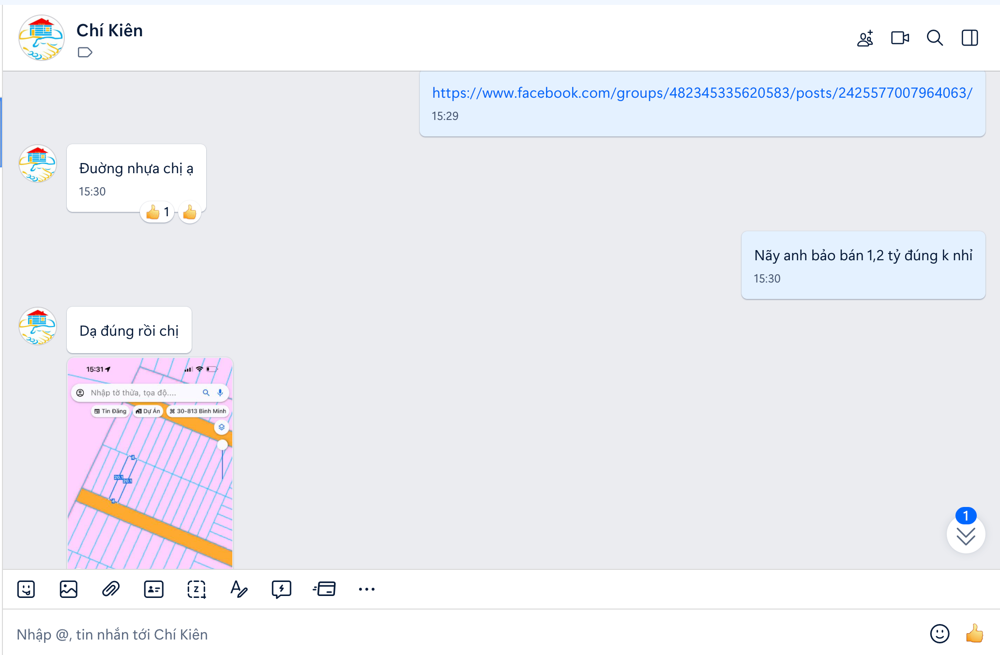 Chí Kiên
https://www.facebook.com/groups/482345335620583/posts/2425577007964063/
15:29
Đuờng nhựa chị ạ
15:30
1
Nãy anh bảo bán 1,2 tỷ đúng k nhỉ
15:30
Dạ đúng rồi chị
15:31
Nhập tờ thửa, tọa độ....
Tin Đăng Dự Án 30-813 Bình Minh
4
20.1
20.1
4
1
Nhập @, tin nhắn tới Chí Kiên